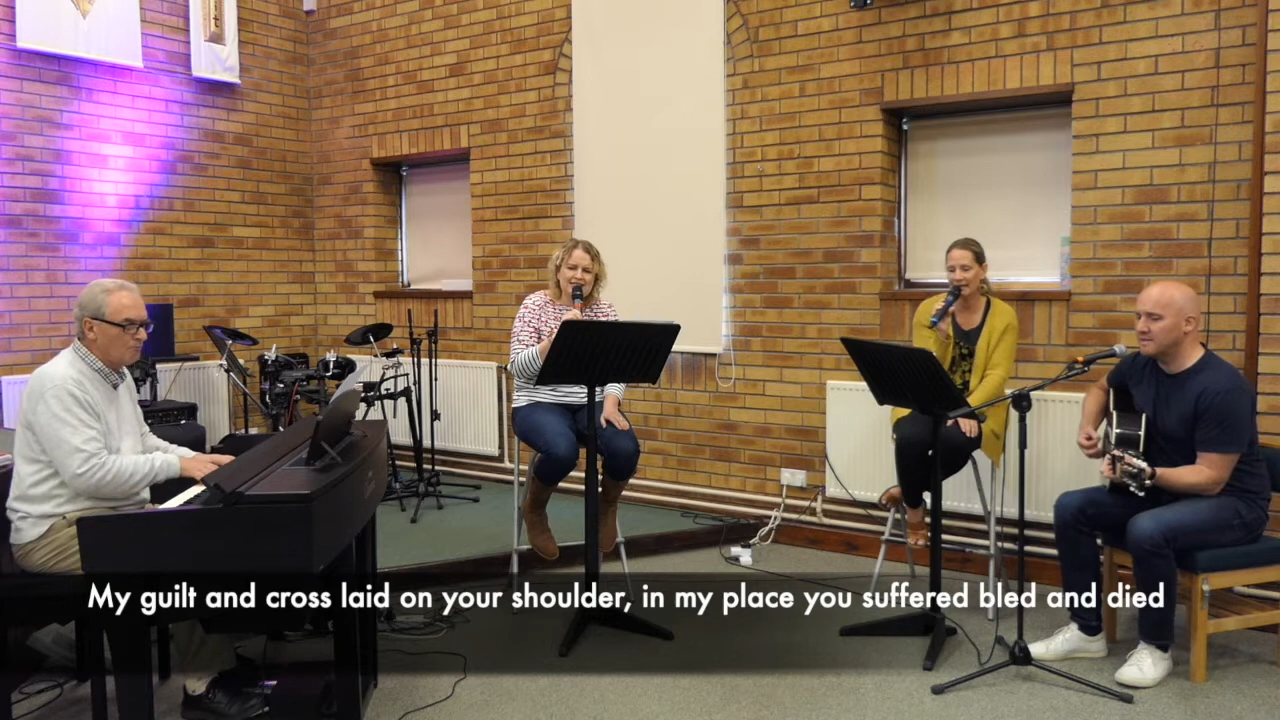 My guilt and cross laid on your shoulder, in my place you suffered bled and died